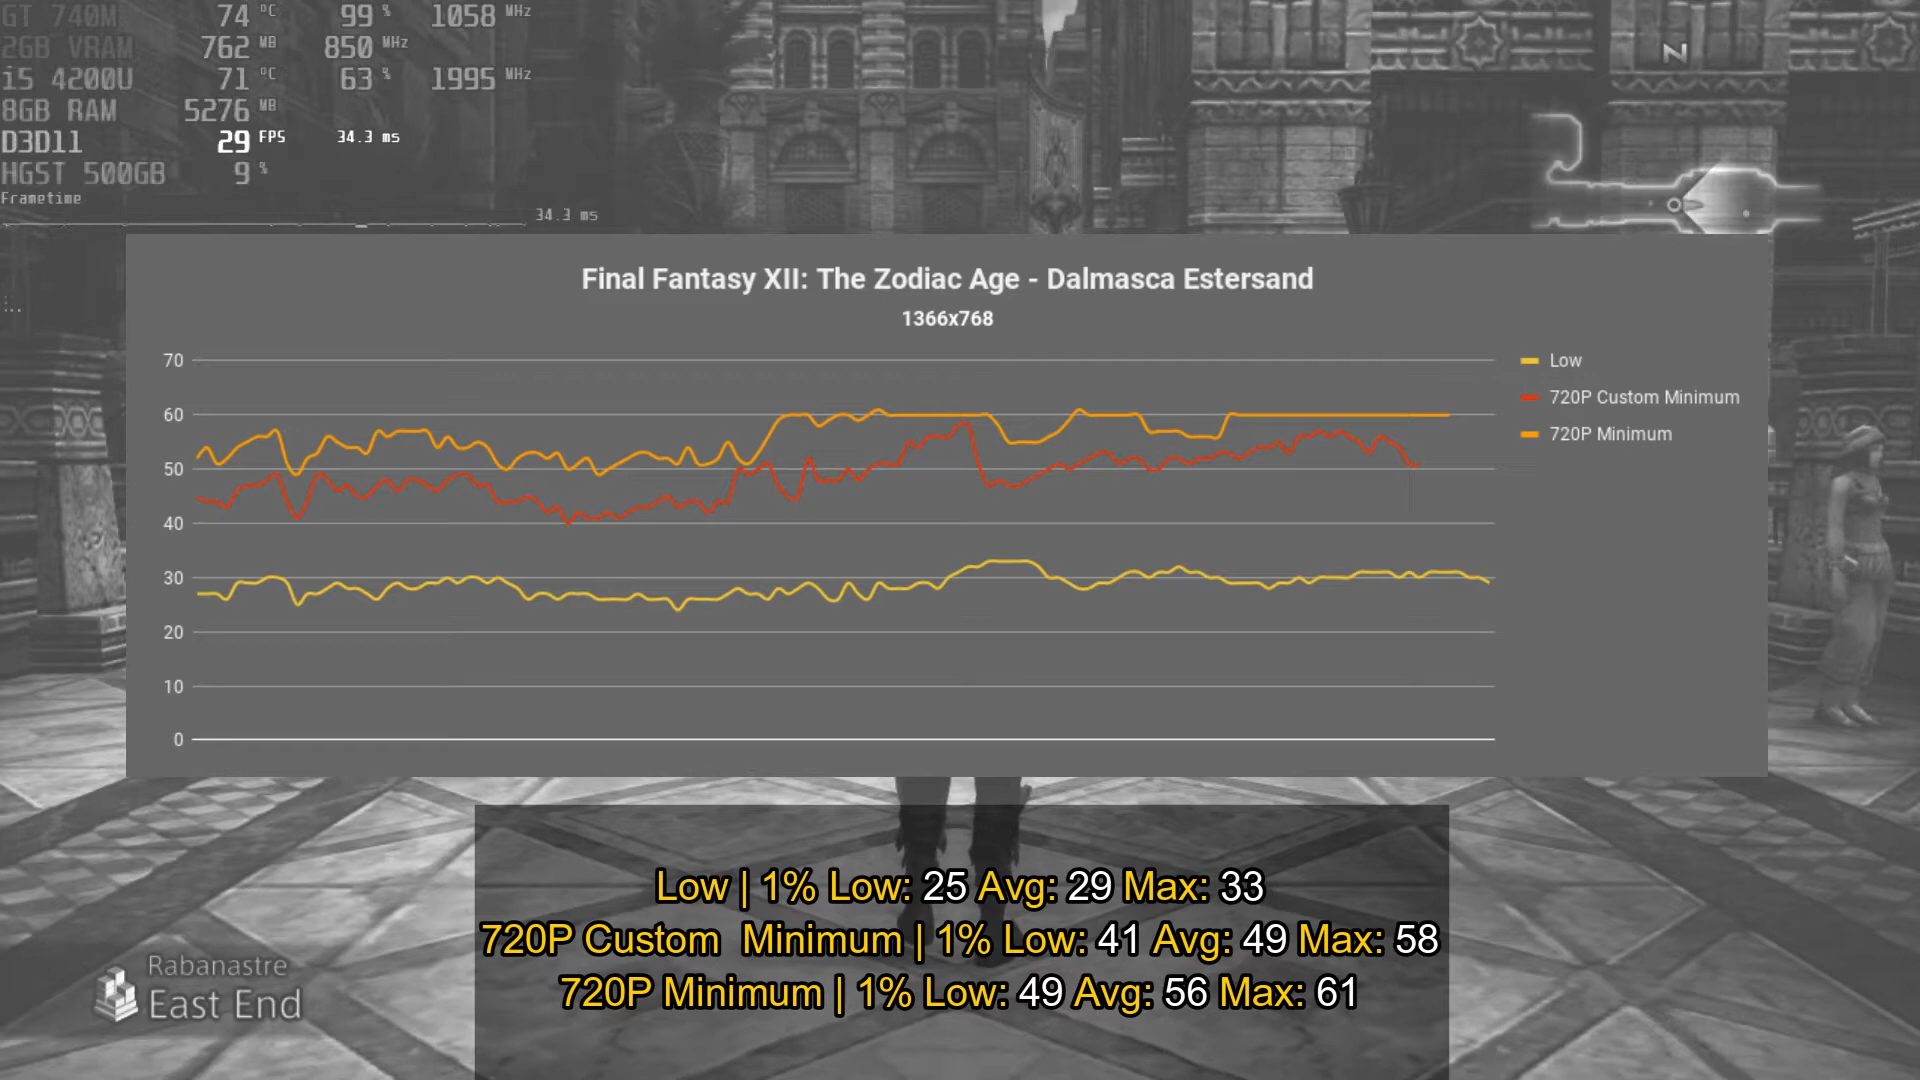 GT 740M 74 °C 99 % 1058 MHz
2GB VRAM 762 MB 850 MHz
i5 4200U 71 °C 63 % 1995 MHz
8GB RAM 5276 MB
D3D11 29 FPS 34.3 ms
HGST 500GB 9 %
Frametime
34.3 ms
N
Final Fantasy XII: The Zodiac Age - Dalmasca Estersand
1366x768
70
60
50
40
30
20
10
0
Low
720P Custom Minimum
720P Minimum
Low | 1% Low: 25 Avg: 29 Max: 33
720P Custom Minimum | 1% Low: 41 Avg: 49 Max: 58
720P Minimum | 1% Low: 49 Avg: 56 Max: 61
Rabanastre
East End